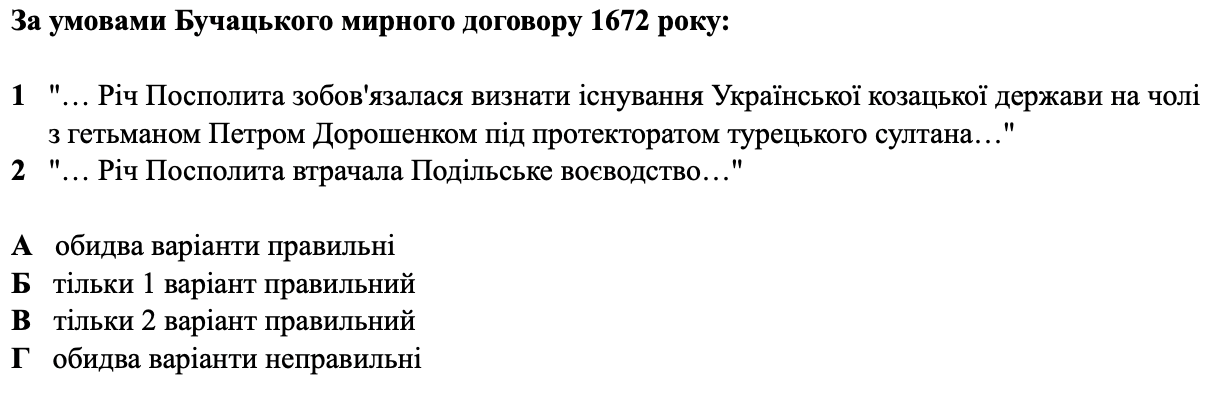 За умовами Бучацького мирного договору 1672 року:
1 "… Річ Посполита зобов'язалася визнати існування Української козацької держави на чолі
з гетьманом Петром Дорошенком під протекторатом турецького султана…"
2 "… Річ Посполита втрачала Подільське воєводство…"
А обидва варіанти правильні
Б тільки 1 варіант правильний
В тільки 2 варіант правильний
Г обидва варіанти неправильні